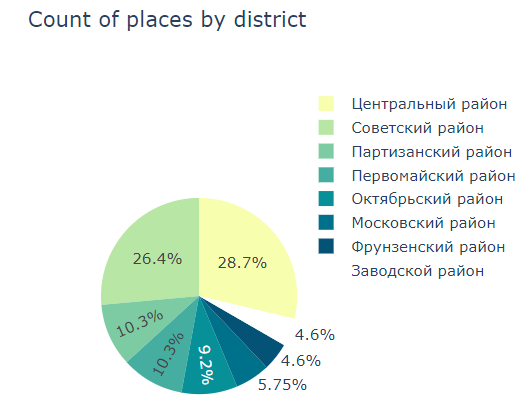 Count of places by district
Центральный район
Советский район
Партизанский район
Первомайский район
Октябрьский район
Московский район
Фрунзенский район
Заводской район
26.4%
28.7%
10.3%
10.3%
9.2%
4.6%
4.6%
5.75%